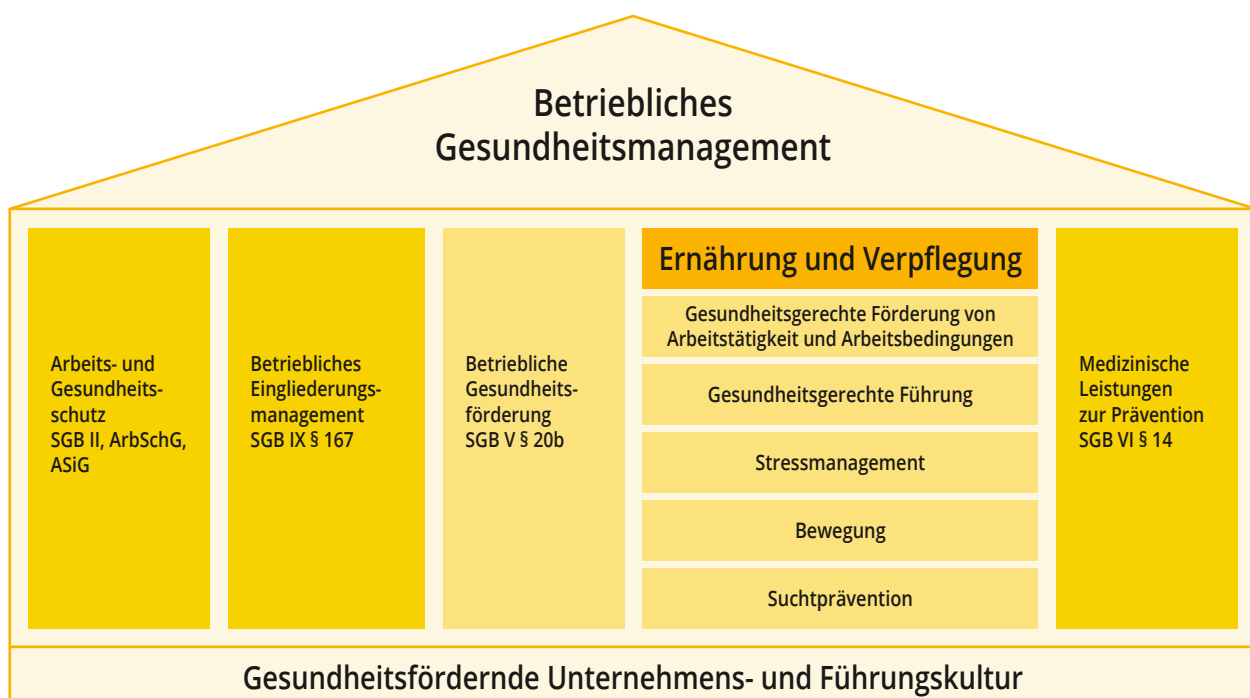 Betriebliches
Gesundheitsmanagement
Arbeits- und
Gesundheits-
schutz
SGB II, ArbSchG,
ASiG
Betriebliches
Eingliederungs-
management
SGB IX § 167
Betriebliche
Gesundheits-
förderung
SGB V § 20b
Ernährung und Verpflegung
Gesundheitsgerechte Förderung von
Arbeitstätigkeit und Arbeitsbedingungen
Gesundheitsgerechte Führung
Stressmanagement
Bewegung
Suchtprävention
Medizinische
Leistungen
zur Prävention
SGB VI § 14
Gesundheitsfördernde Unternehmens- und Führungskultur